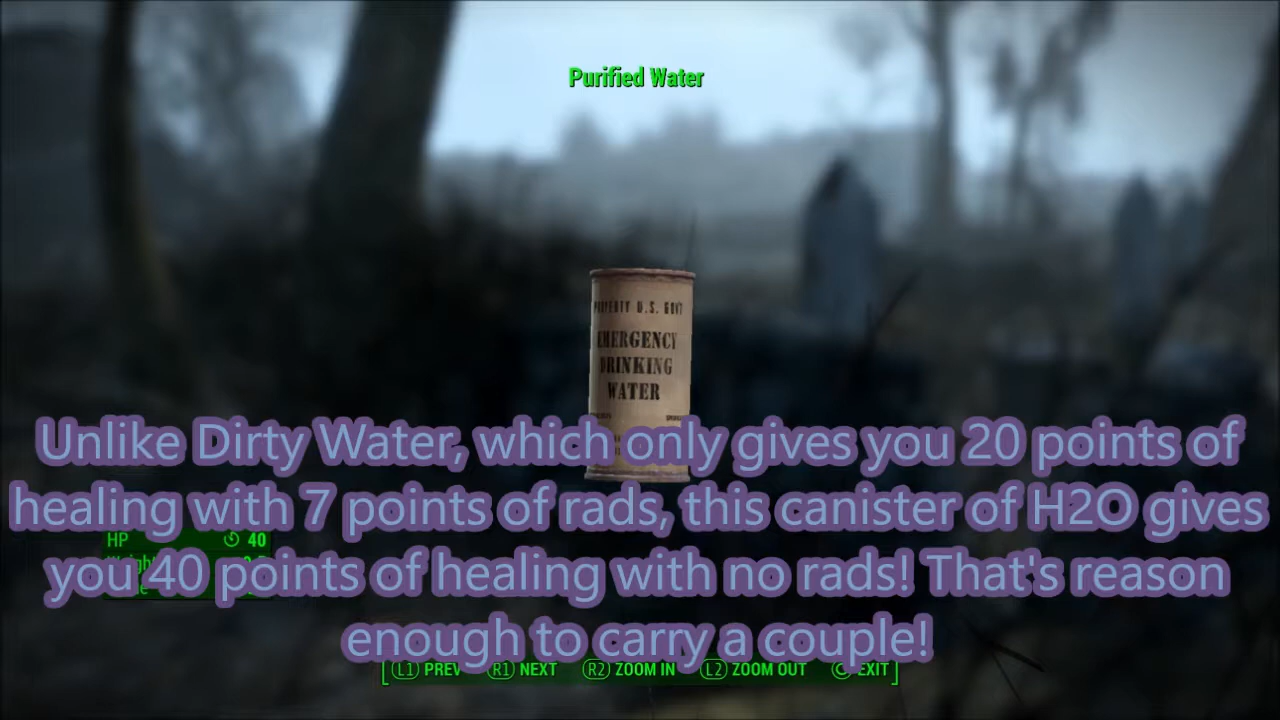 Purified Water
EMERGENCY
DRINKING
WATER
Unlike Dirty Water, which only gives you 20 points of
healing with 7 points of rads, this canister of H2O gives
HP 40
you 40 points of healing with no rads! That's reason
enough to carry a couple!
L1 PREV R1 NEXT R2 ZOOM IN L2 ZOOM OUT EXIT